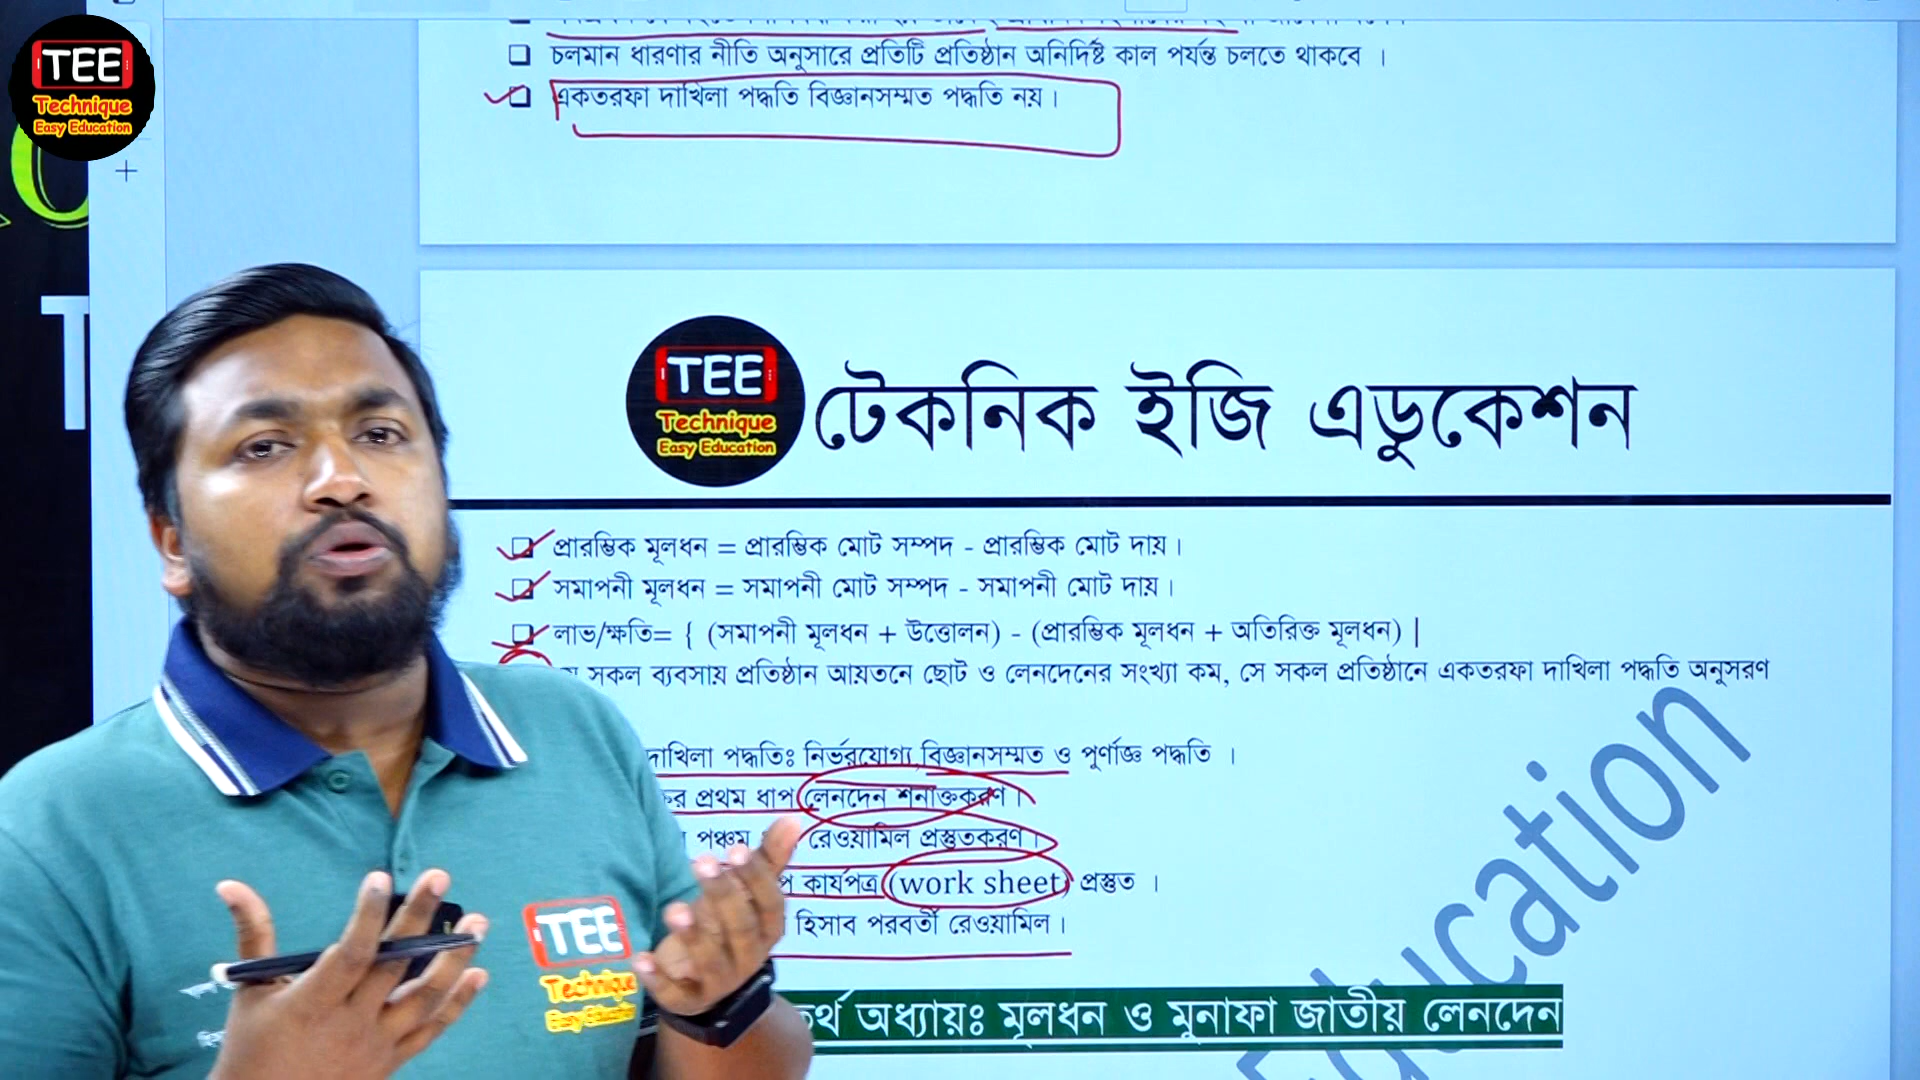 TEE
Technique
Easy Education
চলমান ধারণার নীতি অনুসারে প্রতিটি প্রতিষ্ঠান অনির্দিষ্ট কাল পর্যন্ত চলতে থাকবে ।
একতরফা দাখিলা পদ্ধতি বিজ্ঞানসম্মত পদ্ধতি নয়।
TEE
Technique
Easy Education
টেকনিক ইজি এডুকেশন
প্রারম্ভিক মূলধন = প্রারম্ভিক মোট সম্পদ - প্রারম্ভিক মোট দায়।
সমাপনী মূলধন = সমাপনী মোট সম্পদ - সমাপনী মোট দায়।
লাভ/ক্ষতি= { (সমাপনী মূলধন + উত্তোলন) - (প্রারম্ভিক মূলধন + অতিরিক্ত মূলধন) |
সকল ব্যবসায় প্রতিষ্ঠান আয়তনে ছোট ও লেনদেনের সংখ্যা কম, সে সকল প্রতিষ্ঠানে একতরফা দাখিলা পদ্ধতি অনুসরণ
দাখিলা পদ্ধতিঃ নির্ভরযোগ্য,বিজ্ঞানসম্মত ও পুর্ণাজ্ঞ পদ্ধতি ।
প্রথম ধাপ লেনদেন শনাক্তকরণ।
পঞ্চম রেওয়ামিল প্রস্তুতকরণ।
কার্যপত্র (work sheet) প্রস্তুত ।
হিসাব পরবর্তী রেওয়ামিল।
অধ্যায়ঃ মূলধন ও মুনাফা জাতীয় লেনদেন
Education
TEE
Technique
Easy Education